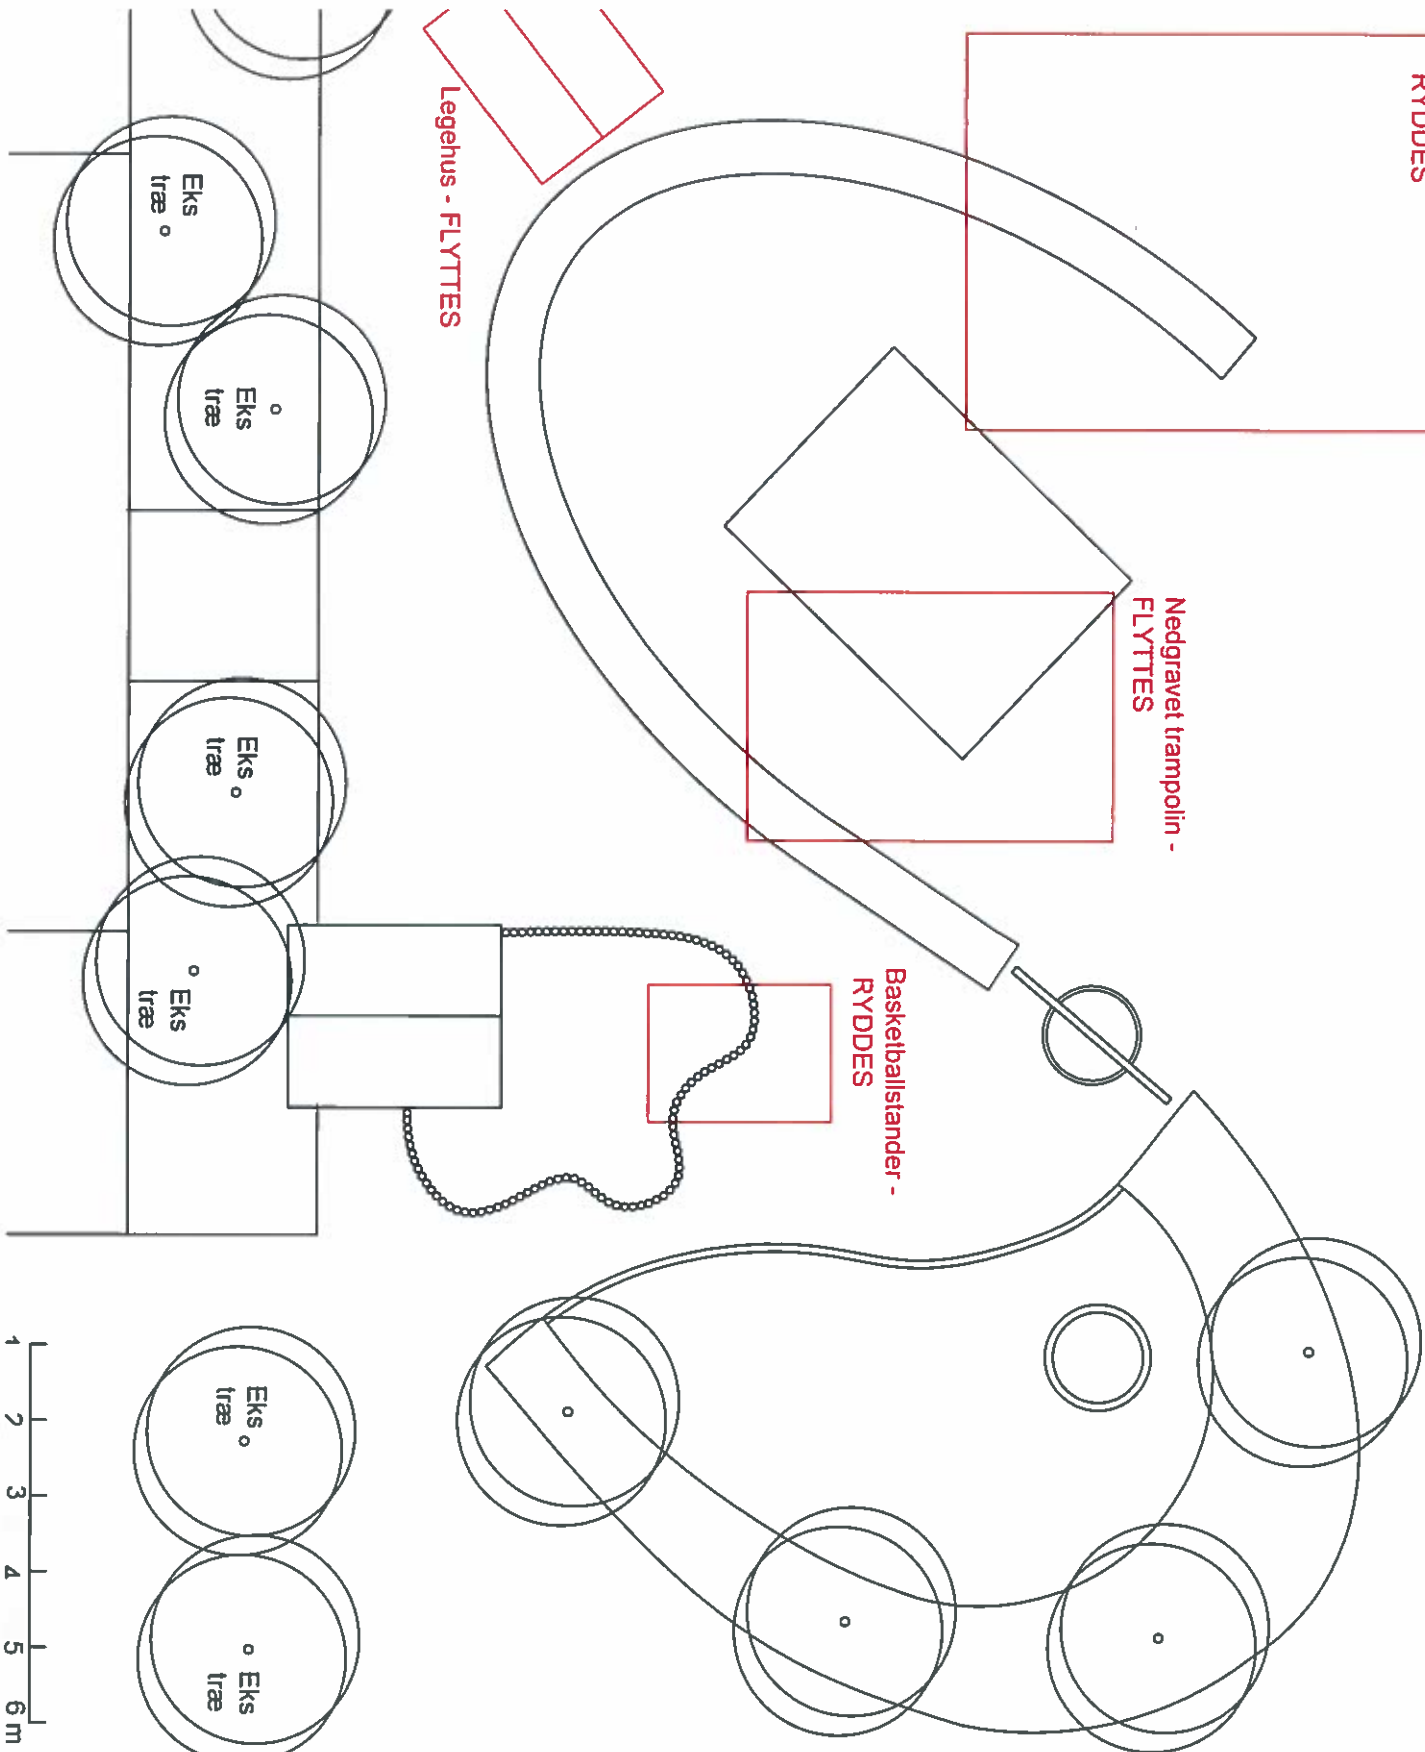 RYDDES
Legehus - FLYTTES
Eks
træ
Eks
træ
Nedgravet trampolin -
FLYTTES
Eks
træ
Basketballstander -
RYDDES
Eks
træ
Eks
træ
Eks
træ
1 2 3 4 5 6 m